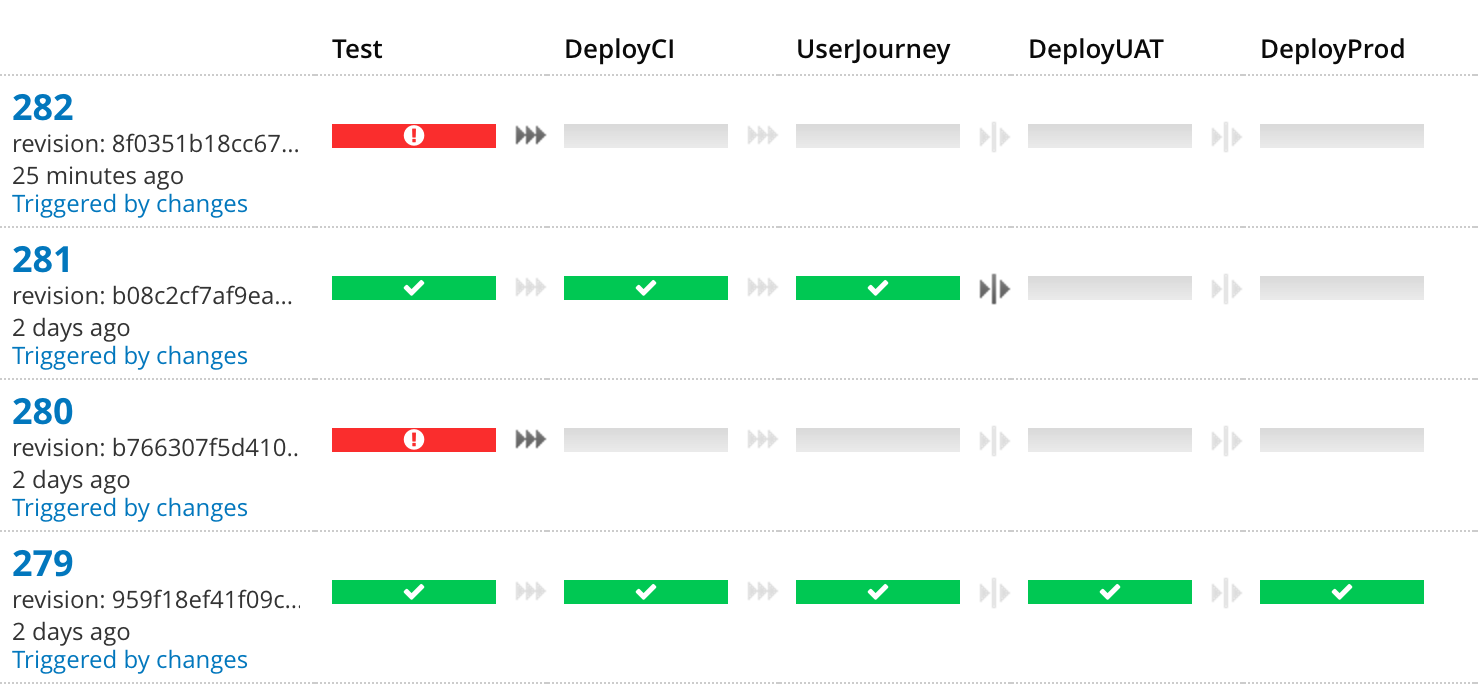 Test DeployCI UserJourney DeployUAT DeployProd
282
revision: 8f0351b18cc67...
25 minutes ago
Triggered by changes
281
revision: b08c2cf7af9ea...
2 days ago
Triggered by changes
280
revision: b766307f5d410..
2 days ago
Triggered by changes
279
revision: 959f18ef41f09c...
2 days ago
Triggered by changes